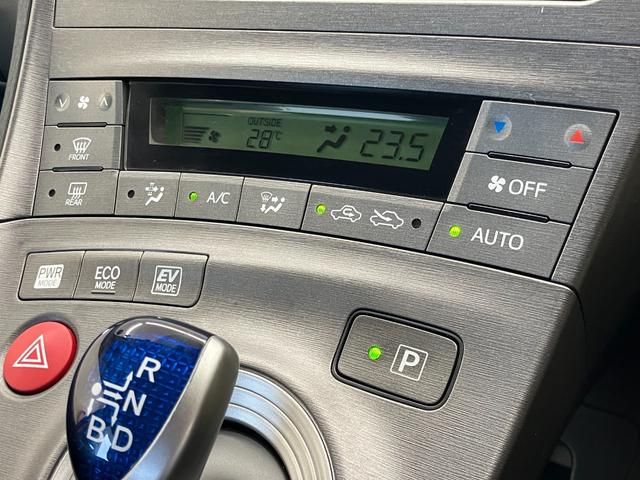 OUTSIDE
28°C
23.5
FRONT
OFF
REAR
A/C
AUTO
PWR MODE
ECO MODE
EV MODE
P
R
N
B D